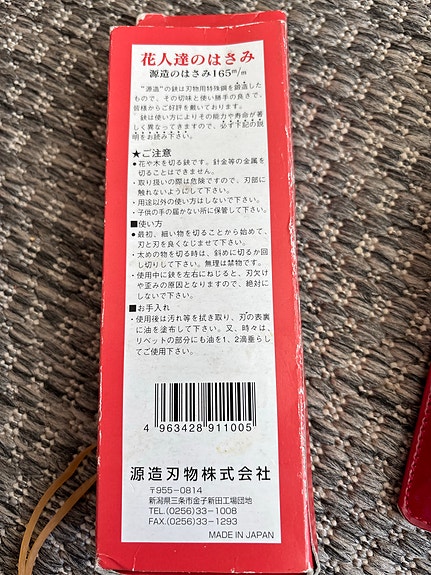 花人達のはさみ
源造のはさみ165m/m
"源造"の鋏は刃物用特殊鋼を鍛造した
もので、その切味と使い勝手の良さで、
皆様からご好評を戴いております。
鋏は使い方によりその能力や寿命が著
しく異なってきますので、必ず下記の説
明をお読み下さい。
★ご注意
●花や木を切る鋏です。針金等の金属を
切ることはできません。
・取り扱いの際は危険ですので、刃部に
触れないようにして下さい。
・用途以外の使い方はしないで下さい。
・子供の手の届かない所に保管して下さい。
■使い方
●最初、細い物を切ることから始めて、
刃と刃を良くなじませて下さい。
・太めの物を切る時は、斜めに切るか回
し切りして下さい。無理は禁物です。
・使用中に鋏を左右にねじると、刃欠け
や歪みの原因となりますので、絶対に
しないで下さい。
■お手入れ
・使用後は汚れ等を拭き取り、刃の表裏
に油を塗布して下さい。又、時々は、
リベットの部分にも油を1、2滴垂らし
てご使用下さい。
4 963428 911005
源造刃物株式会社
〒955-0814
新潟県三条市金子新田工場団地
TEL.(0256)33-1008
FAX.(0256)33-1293
MADE IN JAPAN